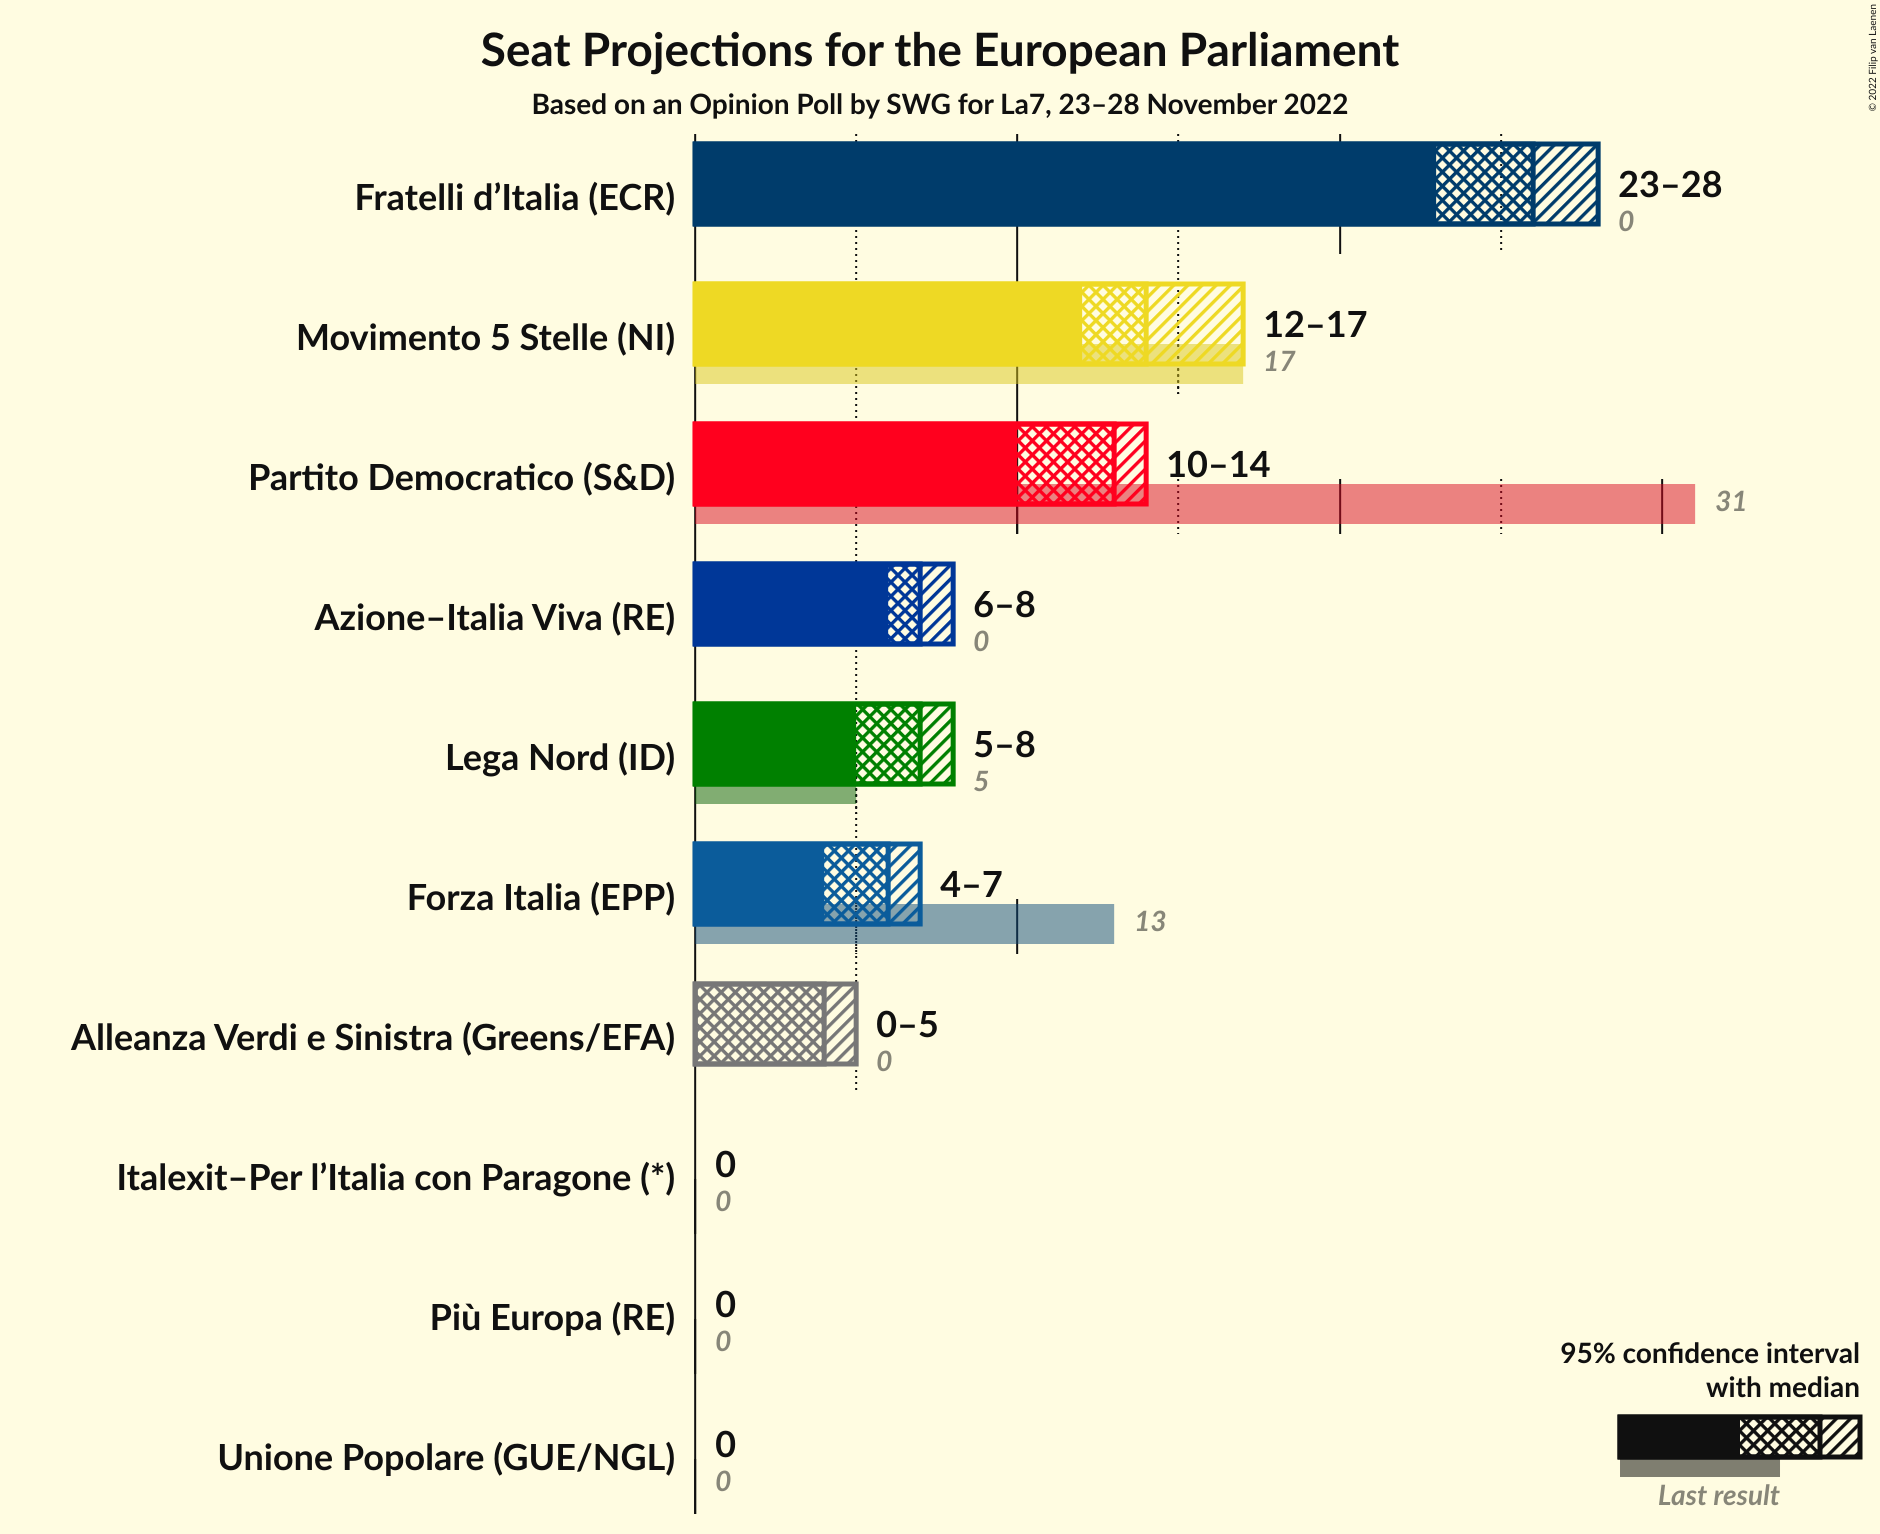 Seat Projections for the European Parliament
Based on an Opinion Poll by SWG for La7, 23–28 November 2022
© 2022 Filip van Laenen
Fratelli d’Italia (ECR)
23–28
0
Movimento 5 Stelle (NI)
12–17
17
Partito Democratico (S&D)
10–14
31
Azione–Italia Viva (RE)
6–8
0
Lega Nord (ID)
5–8
5
Forza Italia (EPP)
4–7
13
Alleanza Verdi e Sinistra (Greens/EFA)
0–5
0
Italexit–Per l’Italia con Paragone (*)
0
0
Più Europa (RE)
0
0
Unione Popolare (GUE/NGL)
0
0
95% confidence interval
with median
Last result